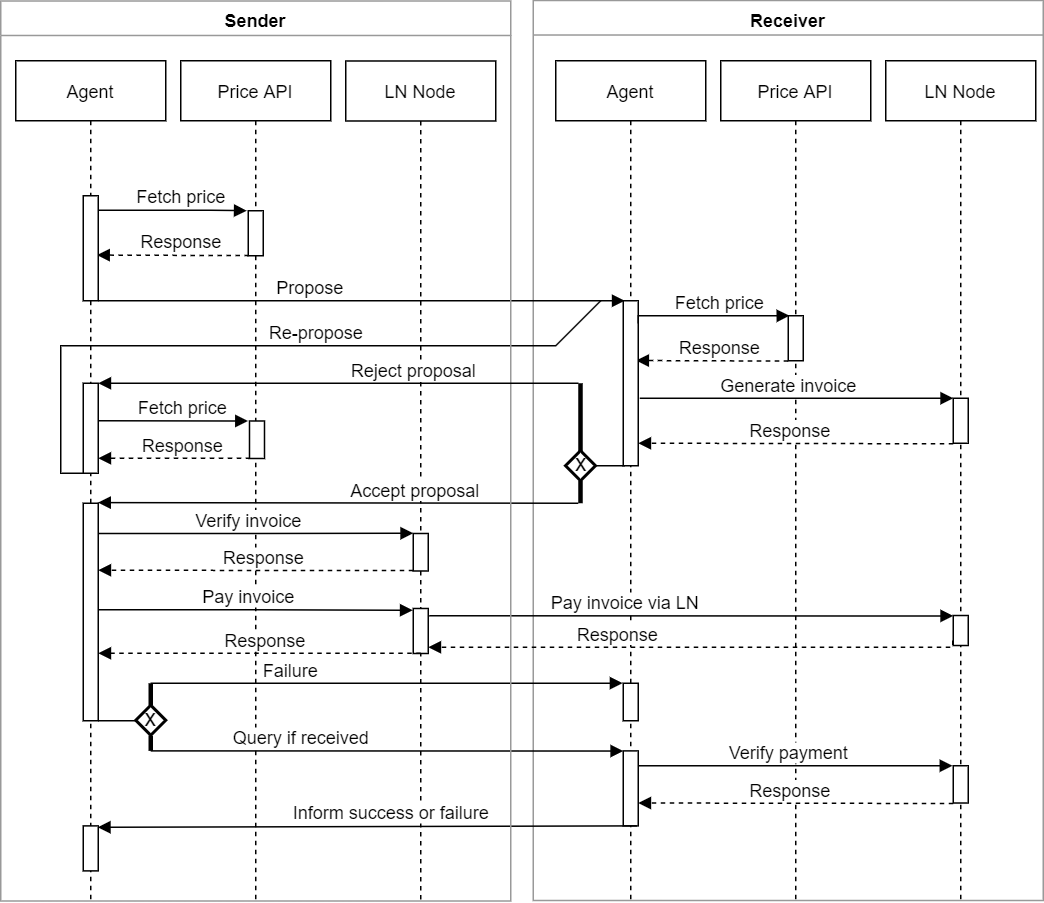 Sender
Receiver
Agent
Price API
LN Node
Agent
Price API
LN Node
Fetch price
Response
Propose
Fetch price
Re-propose
Response
Reject proposal
Generate invoice
Fetch price
Response
Response
X
Accept proposal
Verify invoice
Response
Pay invoice
Pay invoice via LN
Response
Response
Failure
X
Query if received
Verify payment
Response
Inform success or failure